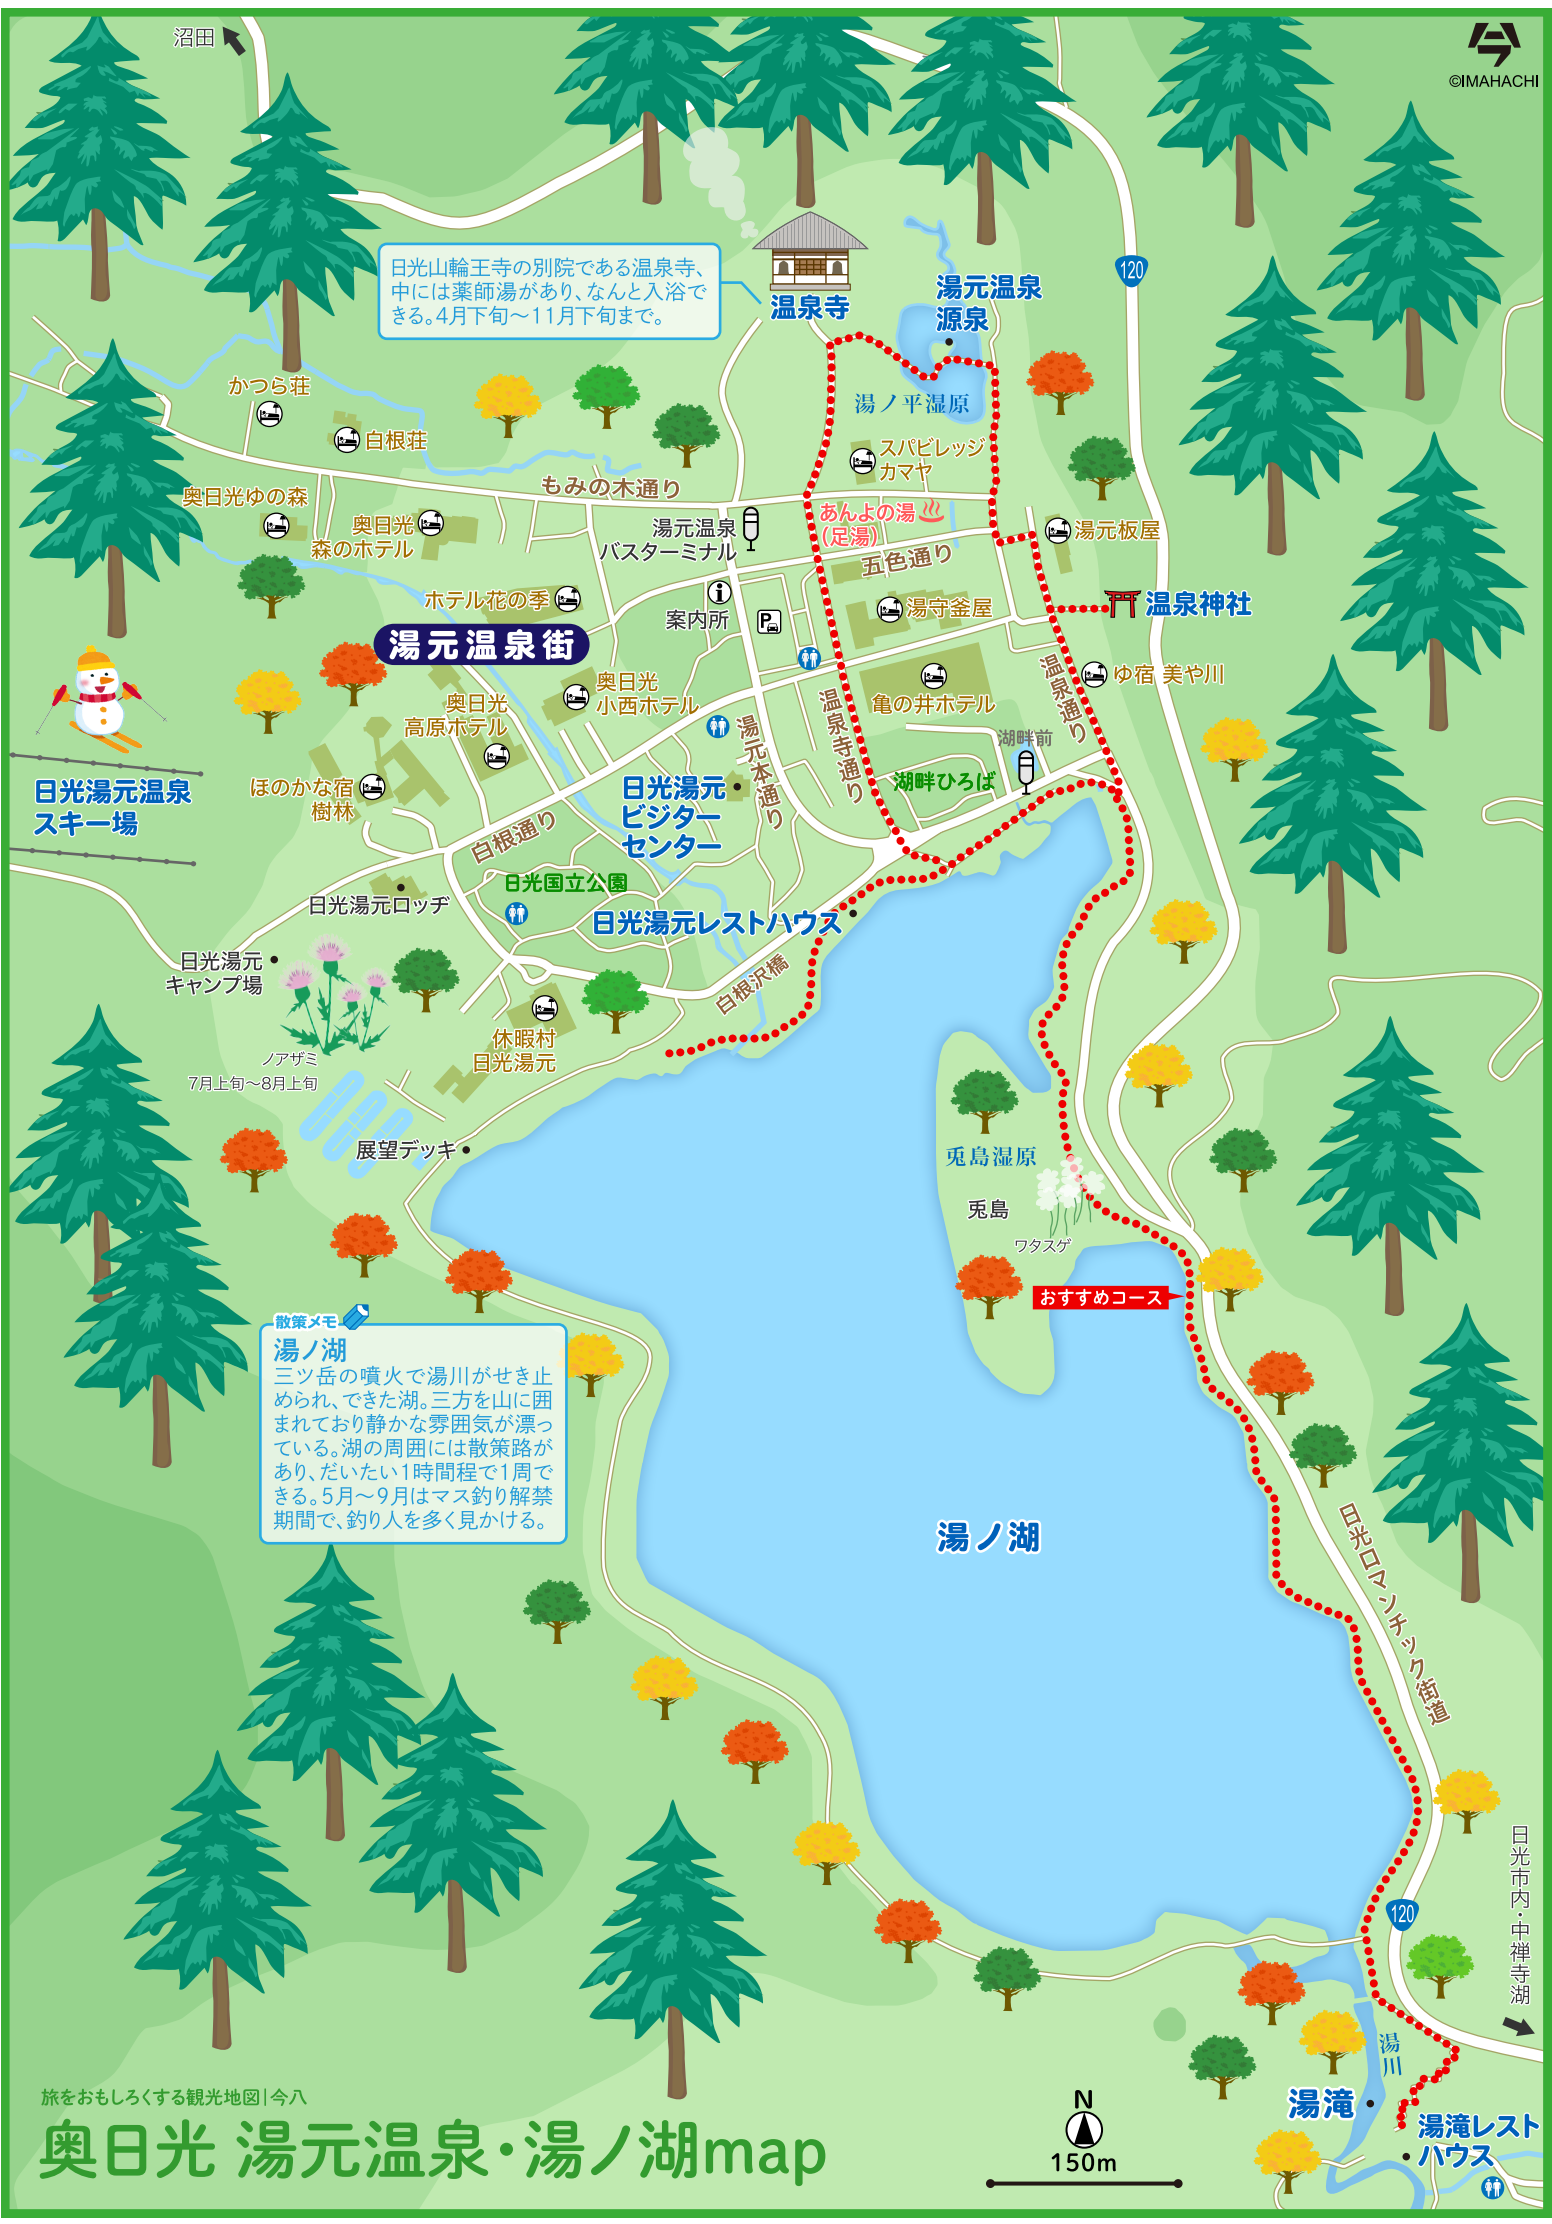 沼田
今
©IMAHACHI
日光山輪王寺の別院である温泉寺、
中には薬師湯があり、なんと入浴で
きる。4月下旬〜11月下旬まで。
温泉寺
湯元温泉
源泉
120
湯ノ平湿原
かつら荘
白根荘
スパビレッジ
カマヤ
もみの木通り
奥日光ゆの森
奥日光
森のホテル
湯元温泉
バスターミナル
あんよの湯
(足湯)
五色通り
湯元板屋
ホテル花の季
案内所
P
湯守釜屋
温泉神社
湯元温泉街
奥日光
高原ホテル
奥日光
小西ホテル
亀の井ホテル
ゆ宿 美や川
温泉通り
温泉寺通り
湯元本通り
湖畔前
湖畔ひろば
日光湯元温泉
スキー場
ほのかな宿
樹林
日光湯元
ビジター
センター
白根通り
日光国立公園
日光湯元ロッヂ
日光湯元レストハウス
日光湯元
キャンプ場
白根沢橋
ノアザミ
7月上旬〜8月上旬
休暇村
日光湯元
展望デッキ
兎島湿原
兎島
ワタスゲ
おすすめコース
散策メモ
湯ノ湖
三ツ岳の噴火で湯川がせき止
められ、できた湖。三方を山に囲
まれており静かな雰囲気が漂っ
ている。湖の周囲には散策路が
あり、だいたい1時間程で1周で
きる。5月〜9月はマス釣り解禁
期間で、釣り人を多く見かける。
湯ノ湖
日光ロマンチック街道
120
日光市内・中禅寺湖
湯川
湯滝
湯滝レスト
ハウス
N
150m
旅をおもしろくする観光地図|今八
奥日光 湯元温泉・湯ノ湖map